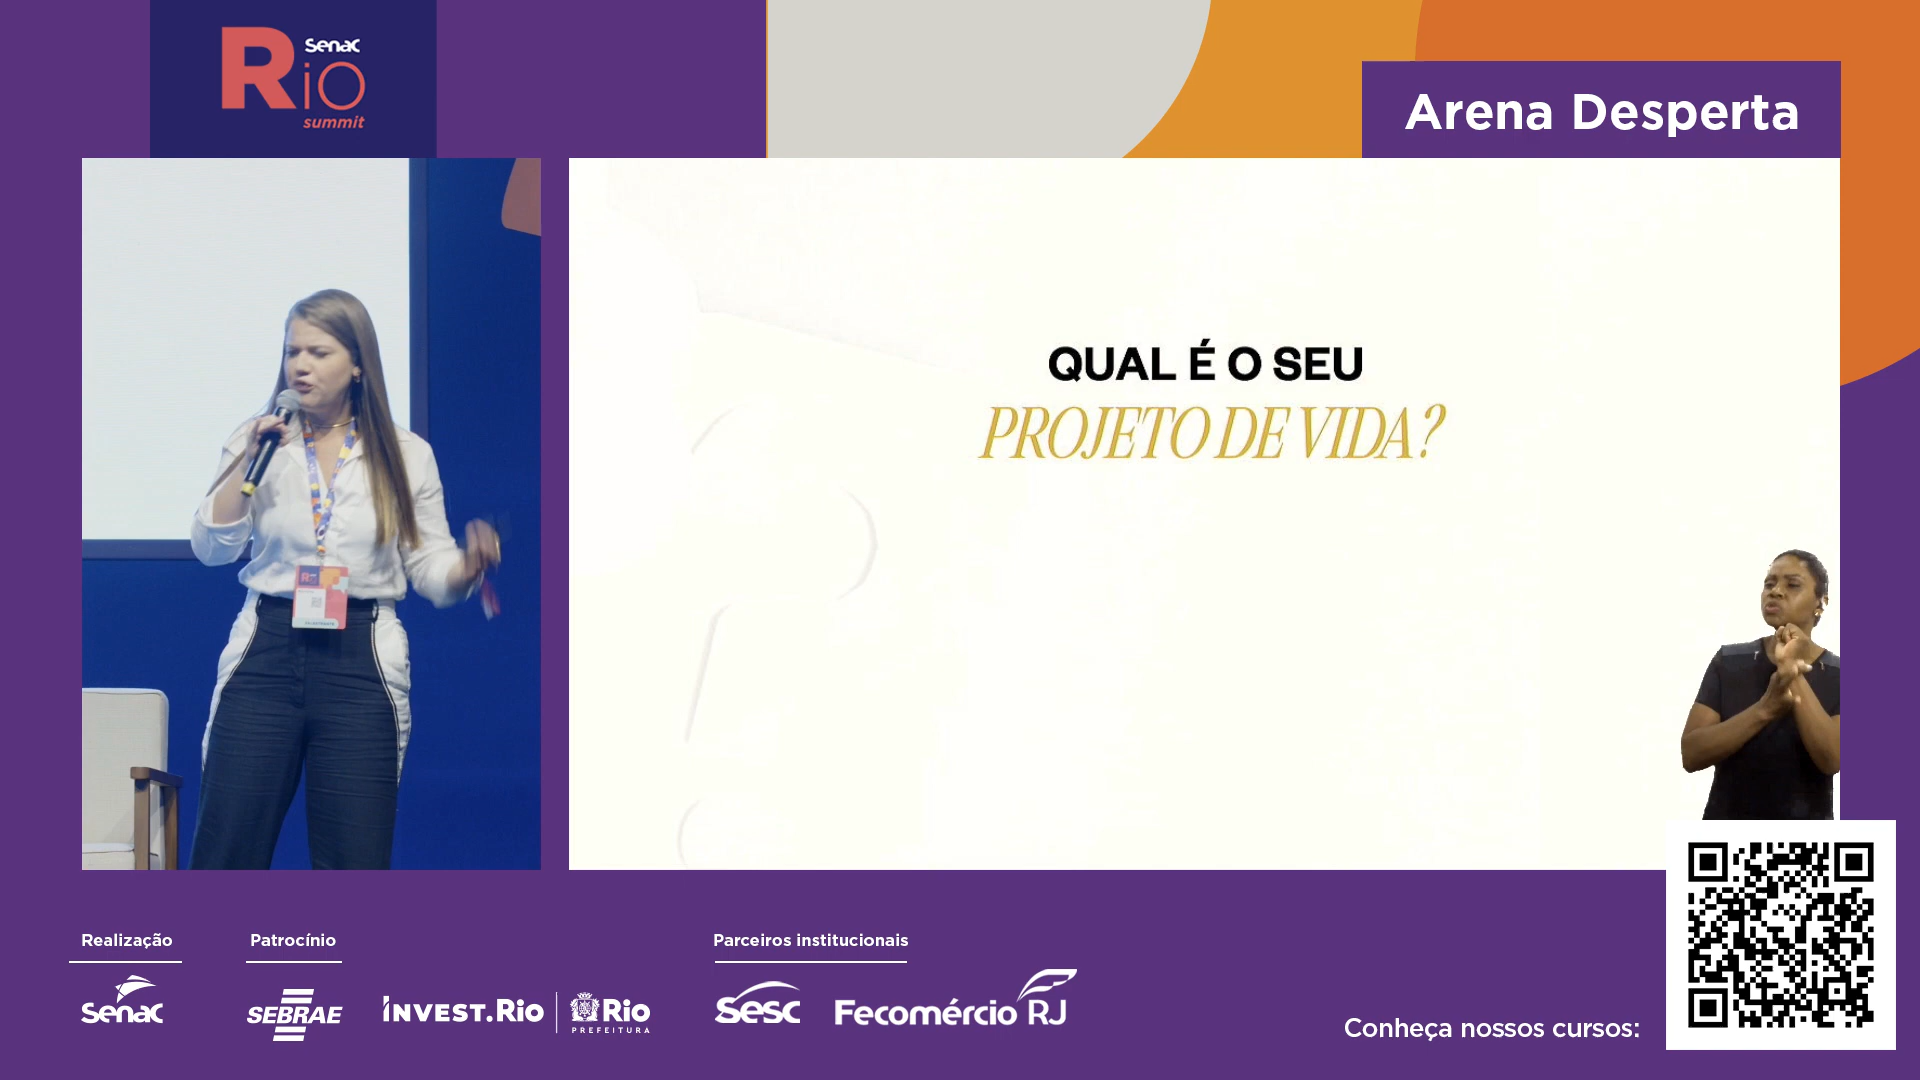 Senac
Rio
summit
Arena Desperta
QUAL É O SEU
PROJETO DE VIDA?
Realização
Patrocínio
Parceiros institucionais
Senac
SEBRAE
INVEST.Rio
Rio
PREFEITURA
Sesc
Fecomércio RJ
Conheça nossos cursos: